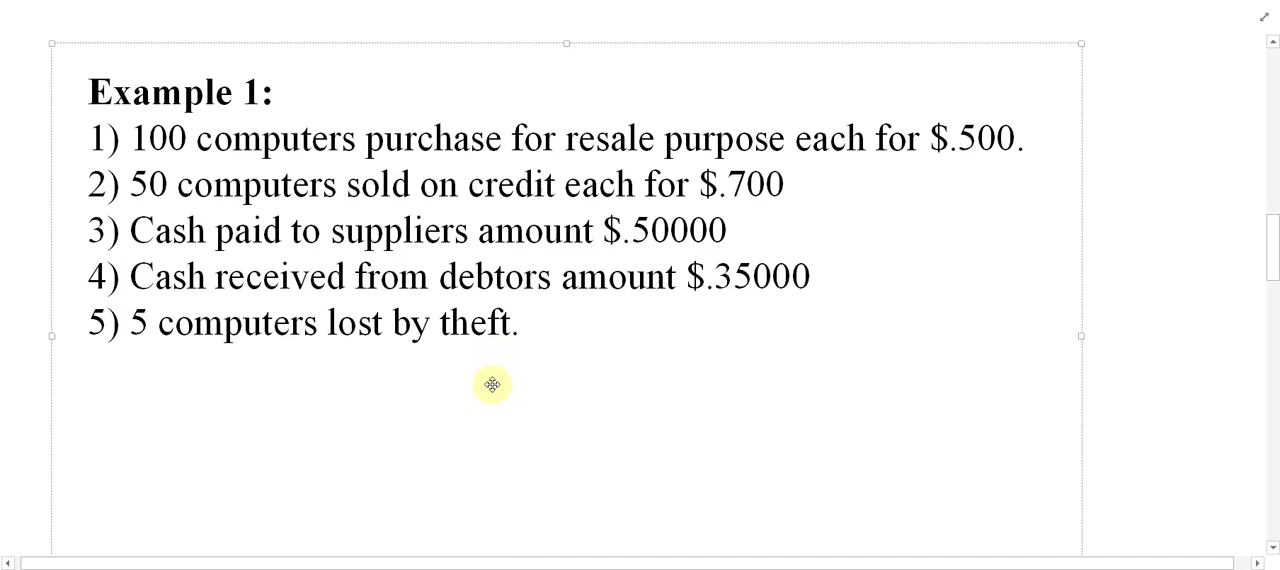 Example 1:
1) 100 computers purchase for resale purpose each for $.500.
2) 50 computers sold on credit each for $.700
3) Cash paid to suppliers amount $.50000
4) Cash received from debtors amount $.35000
5) 5 computers lost by theft.